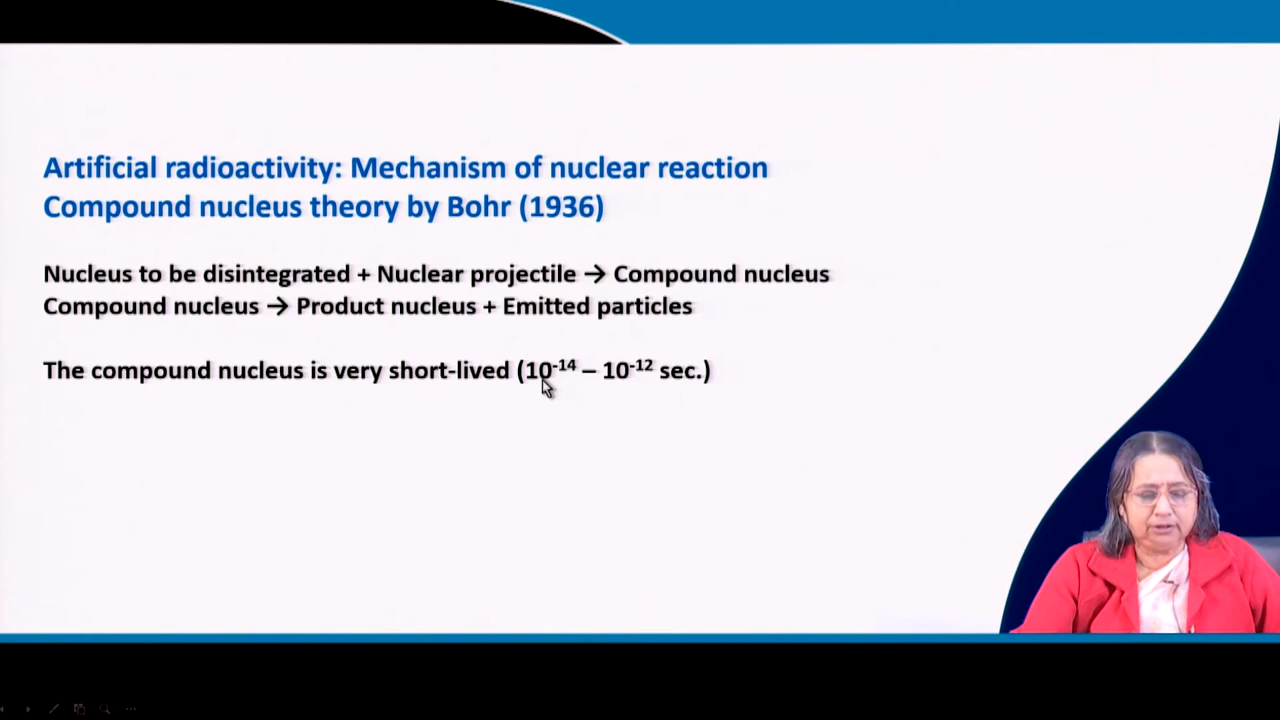 Artificial radioactivity: Mechanism of nuclear reaction
Compound nucleus theory by Bohr (1936)
Nucleus to be disintegrated + Nuclear projectile → Compound nucleus
Compound nucleus → Product nucleus + Emitted particles
The compound nucleus is very short-lived (10⁻¹⁴ – 10⁻¹² sec.)